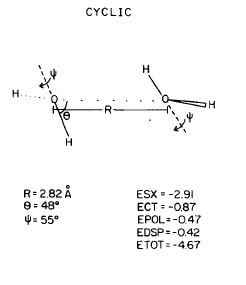 CYCLIC
ψ
H
H O O H
θ R ψ
H
R = 2.82 Å
θ = 48°
ψ = 55°
ESX = -2.91
ECT = -0.87
EPOL = -0.47
EDSP = -0.42
ETOT = -4.67